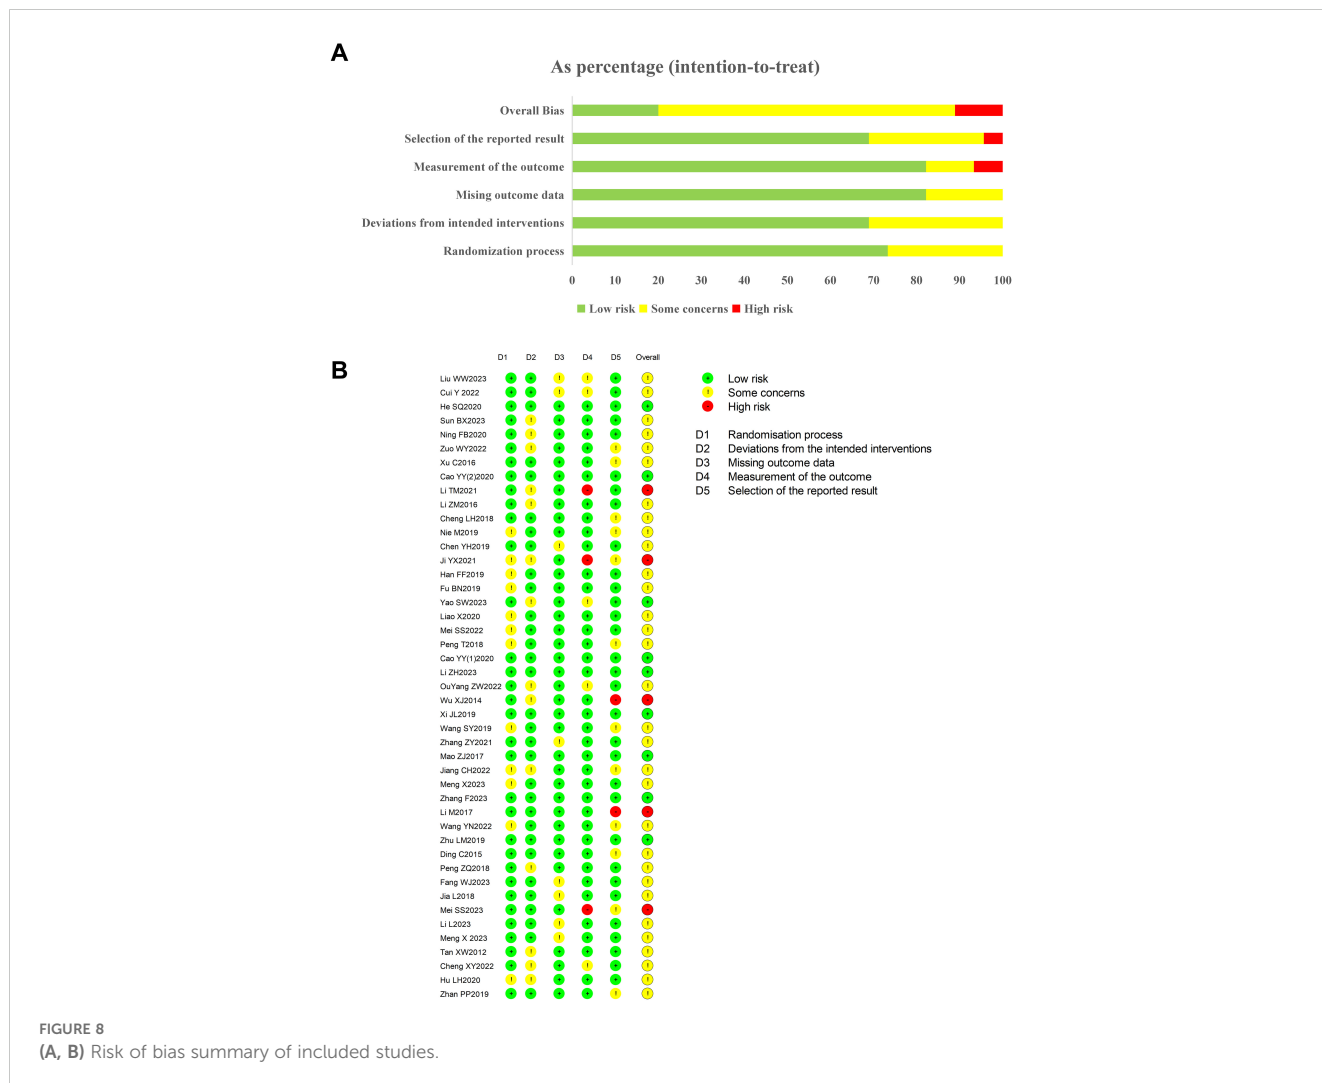 A
As percentage (intention-to-treat)
Overall Bias
Selection of the reported result
Measurement of the outcome
Mising outcome data
Deviations from intended interventions
Randomization process
0 10 20 30 40 50 60 70 80 90 100
Low risk Some concerns High risk
B
D1 D2 D3 D4 D5 Overall
Liu WW2023
Cui Y 2022
He SQ2020
Sun BX2023
Ning FB2020
Zuo WY2022
Xu C2016
Cao YY(2)2020
Li TM2021
Li ZM2016
Cheng LH2018
Nie M2019
Chen YH2019
Ji YX2021
Han FF2019
Fu BN2019
Yao SW2023
Liao X2020
Mei SS2022
Peng T2018
Cao YY(1)2020
Li ZH2023
OuYang ZW2022
Wu XJ2014
Xi JL2019
Wang SY2019
Zhang ZY2021
Mao ZJ2017
Jiang CH2022
Meng X2023
Zhang F2023
Li M2017
Wang YN2022
Zhu LM2019
Ding C2015
Peng ZQ2018
Fang WJ2023
Jia L2018
Mei SS2023
Li L2023
Meng X 2023
Tan XW2012
Cheng XY2022
Hu LH2020
Zhan PP2019
Low risk
Some concerns
High risk
D1 Randomisation process
D2 Deviations from the intended interventions
D3 Missing outcome data
D4 Measurement of the outcome
D5 Selection of the reported result
FIGURE 8
(A, B) Risk of bias summary of included studies.